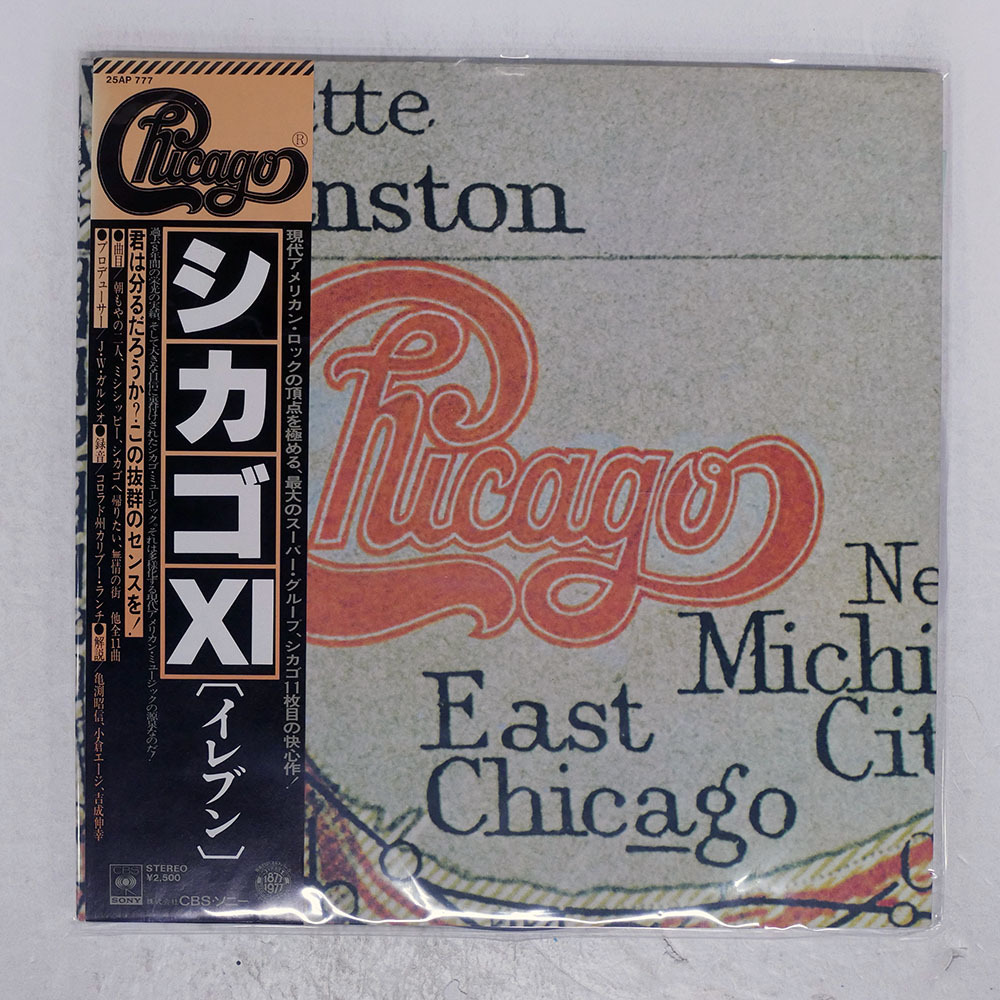 25AP 777
Chicago®
現代アメリカン・ロックの頂点を極める、最大のスーパー・グループ、シカゴ11枚目の快心作!
シカゴXI
[イレブン]
君は分るだろうか?この抜群のセンスを!
●曲目/朝もやの二人、ミシシッピー、シカゴへ帰りたい、無情の街 他全11曲
●プロデューサー/J・W・ガルシオ●録音/コロラド州カリブー・ランチ●解説/亀渕昭信、小倉エージ、吉成伸幸
CBS
SONY
STEREO
¥2,500
株式会社CBS・ソニー
1877
1977
tte
nston
Chicago
Ne
Michi
Cit
East
Chicago